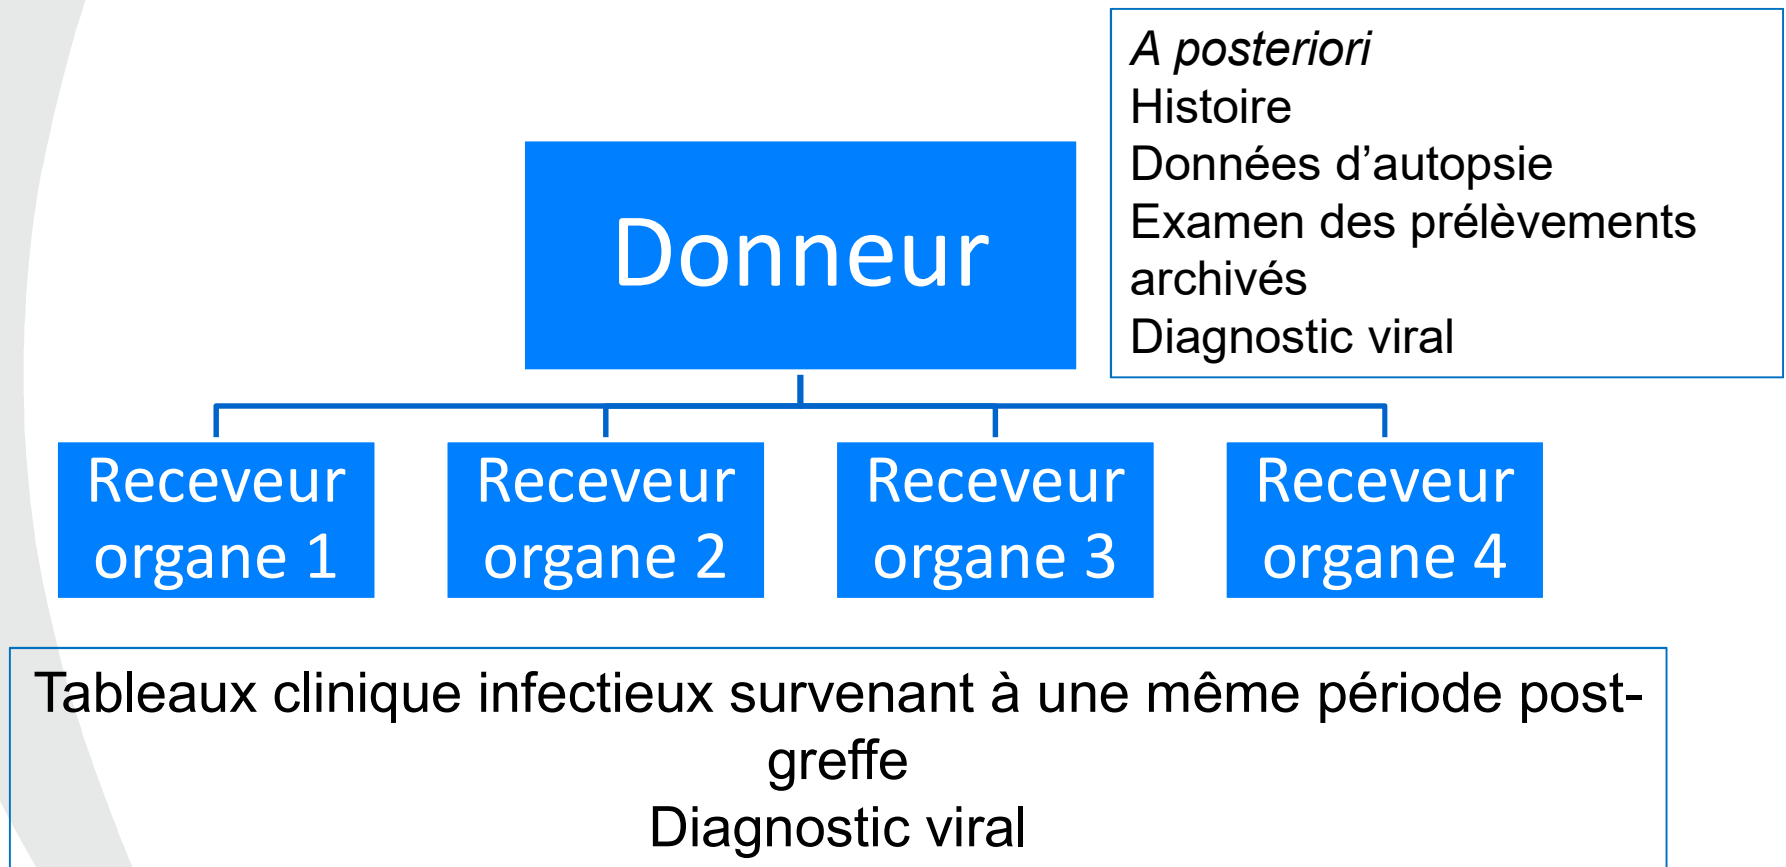 A posteriori
Histoire
Données d’autopsie
Examen des prélèvements
archivés
Diagnostic viral
Donneur
Receveur
organe 1
Receveur
organe 2
Receveur
organe 3
Receveur
organe 4
Tableaux clinique infectieux survenant à une même période post-
greffe
Diagnostic viral